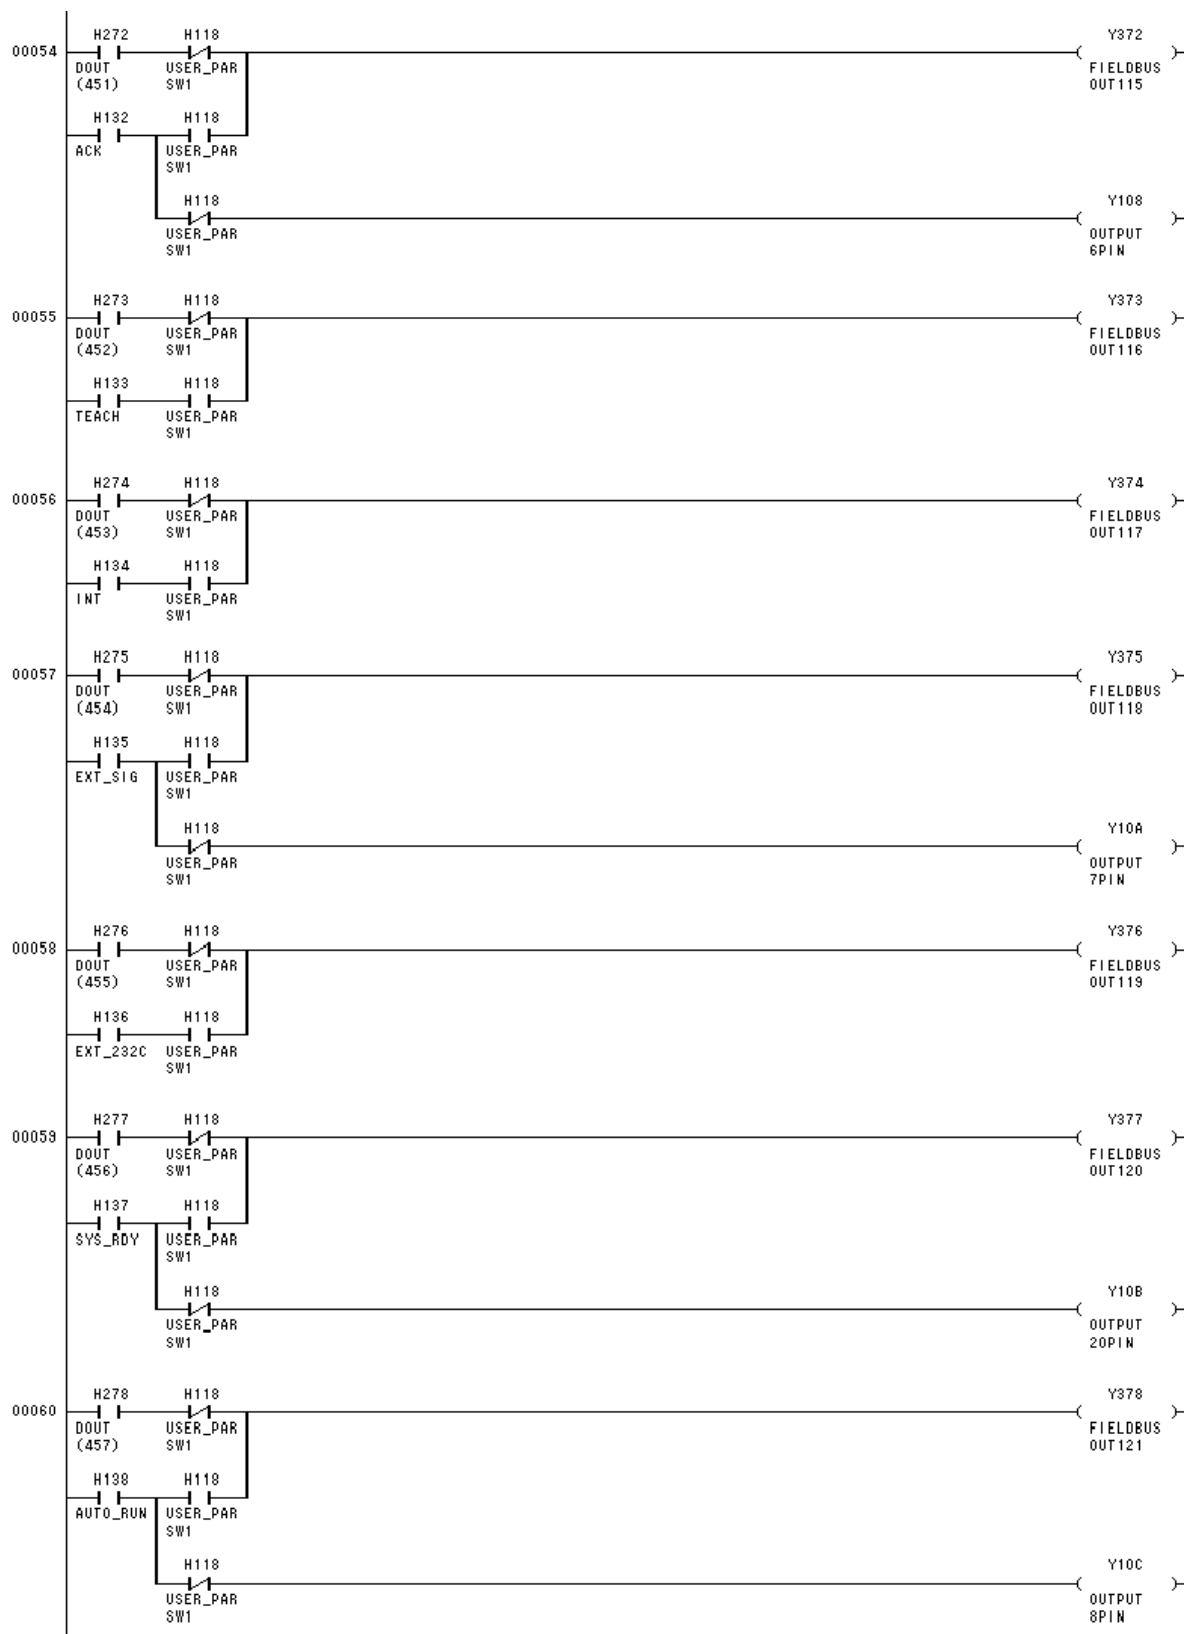 H272 H118 Y372
00054
DOUT USER_PAR FIELDBUS
(451) SW1 OUT115
H132 H118
ACK USER_PAR
SW1
H118 Y108
USER_PAR OUTPUT
SW1 6PIN
H273 H118 Y373
00055
DOUT USER_PAR FIELDBUS
(452) SW1 OUT116
H133 H118
TEACH USER_PAR
SW1
H274 H118 Y374
00056
DOUT USER_PAR FIELDBUS
(453) SW1 OUT117
H134 H118
INT USER_PAR
SW1
H275 H118 Y375
00057
DOUT USER_PAR FIELDBUS
(454) SW1 OUT118
H135 H118
EXT_SIG USER_PAR
SW1
H118 Y10A
USER_PAR OUTPUT
SW1 7PIN
H276 H118 Y376
00058
DOUT USER_PAR FIELDBUS
(455) SW1 OUT119
H136 H118
EXT_232C USER_PAR
SW1
H277 H118 Y377
00059
DOUT USER_PAR FIELDBUS
(456) SW1 OUT120
H137 H118
SYS_RDY USER_PAR
SW1
H118 Y10B
USER_PAR OUTPUT
SW1 20PIN
H278 H118 Y378
00060
DOUT USER_PAR FIELDBUS
(457) SW1 OUT121
H138 H118
AUTO_RUN USER_PAR
SW1
H118 Y10C
USER_PAR OUTPUT
SW1 8PIN